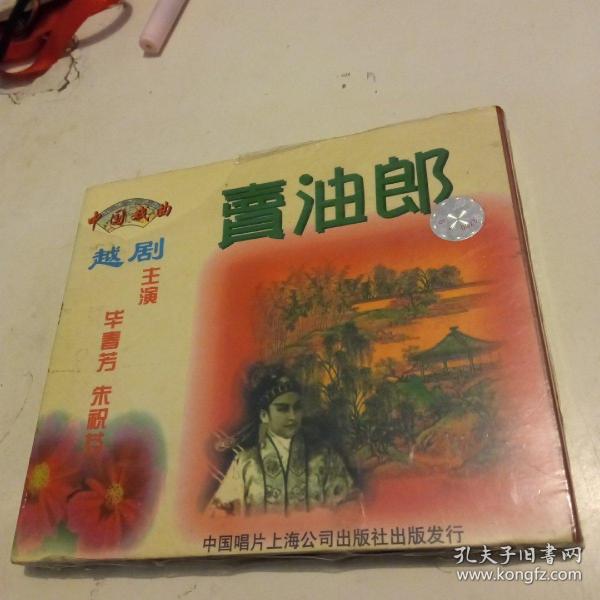 賣油郎
中国戏曲
越剧
主演
毕春芳
朱祝芬
中国唱片上海公司出版社出版发行
孔夫子旧书网
www.kongfz.com